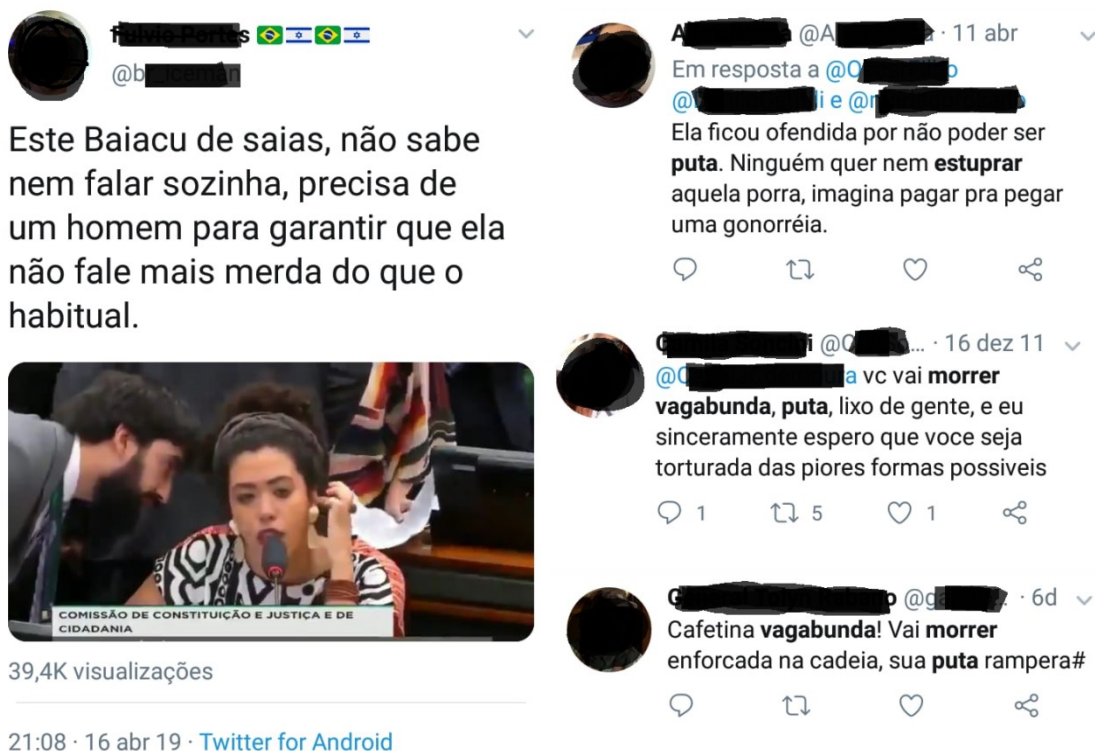 @b
Este Baiacu de saias, não sabe
nem falar sozinha, precisa de
um homem para garantir que ela
não fale mais merda do que o
habitual.
COMISSÃO DE CONSTITUIÇÃO E JUSTIÇA E DE
CIDADANIA
39,4K visualizações
21:08 · 16 abr 19 · Twitter for Android
A @A · 11 abr
Em resposta a @O
@ li e @r
Ela ficou ofendida por não poder ser
puta. Ninguém quer nem estuprar
aquela porra, imagina pagar pra pegar
uma gonorréia.
@ ... · 16 dez 11
@ a vc vai morrer
vagabunda, puta, lixo de gente, e eu
sinceramente espero que voce seja
torturada das piores formas possiveis
1 5 1
@ga · 6d
Cafetina vagabunda! Vai morrer
enforcada na cadeia, sua puta rampera#